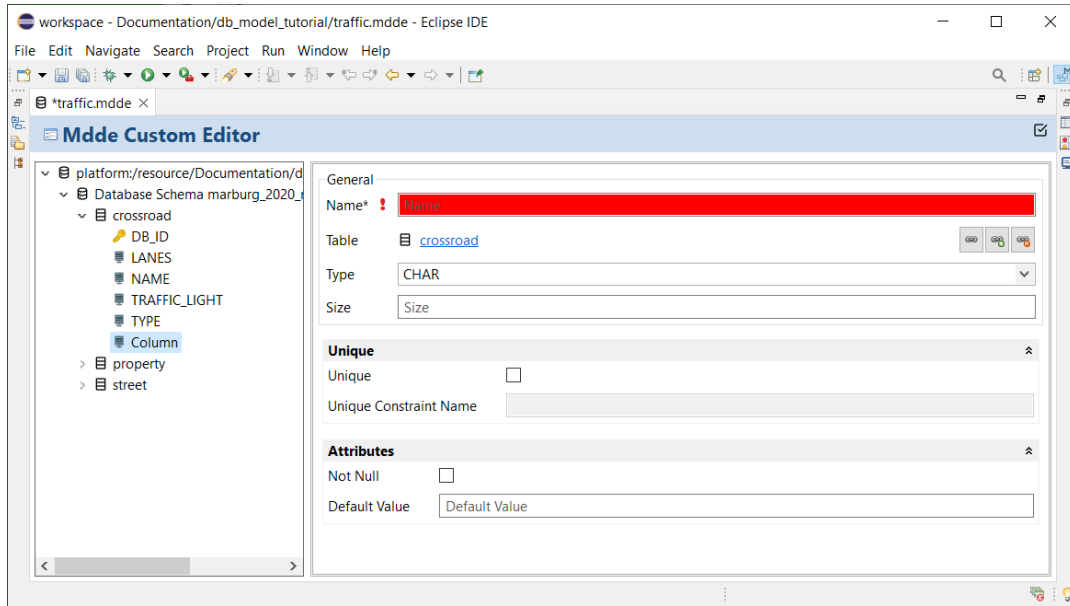 workspace - Documentation/db_model_tutorial/traffic.mdde - Eclipse IDE
File Edit Navigate Search Project Run Window Help
*traffic.mdde
Mdde Custom Editor
platform:/resource/Documentation/d
Database Schema marburg_2020_
crossroad
DB_ID
LANES
NAME
TRAFFIC_LIGHT
TYPE
Column
property
street
General
Name* ! Name
Table crossroad
Type CHAR
Size Size
Unique
Unique
Unique Constraint Name
Attributes
Not Null
Default Value Default Value